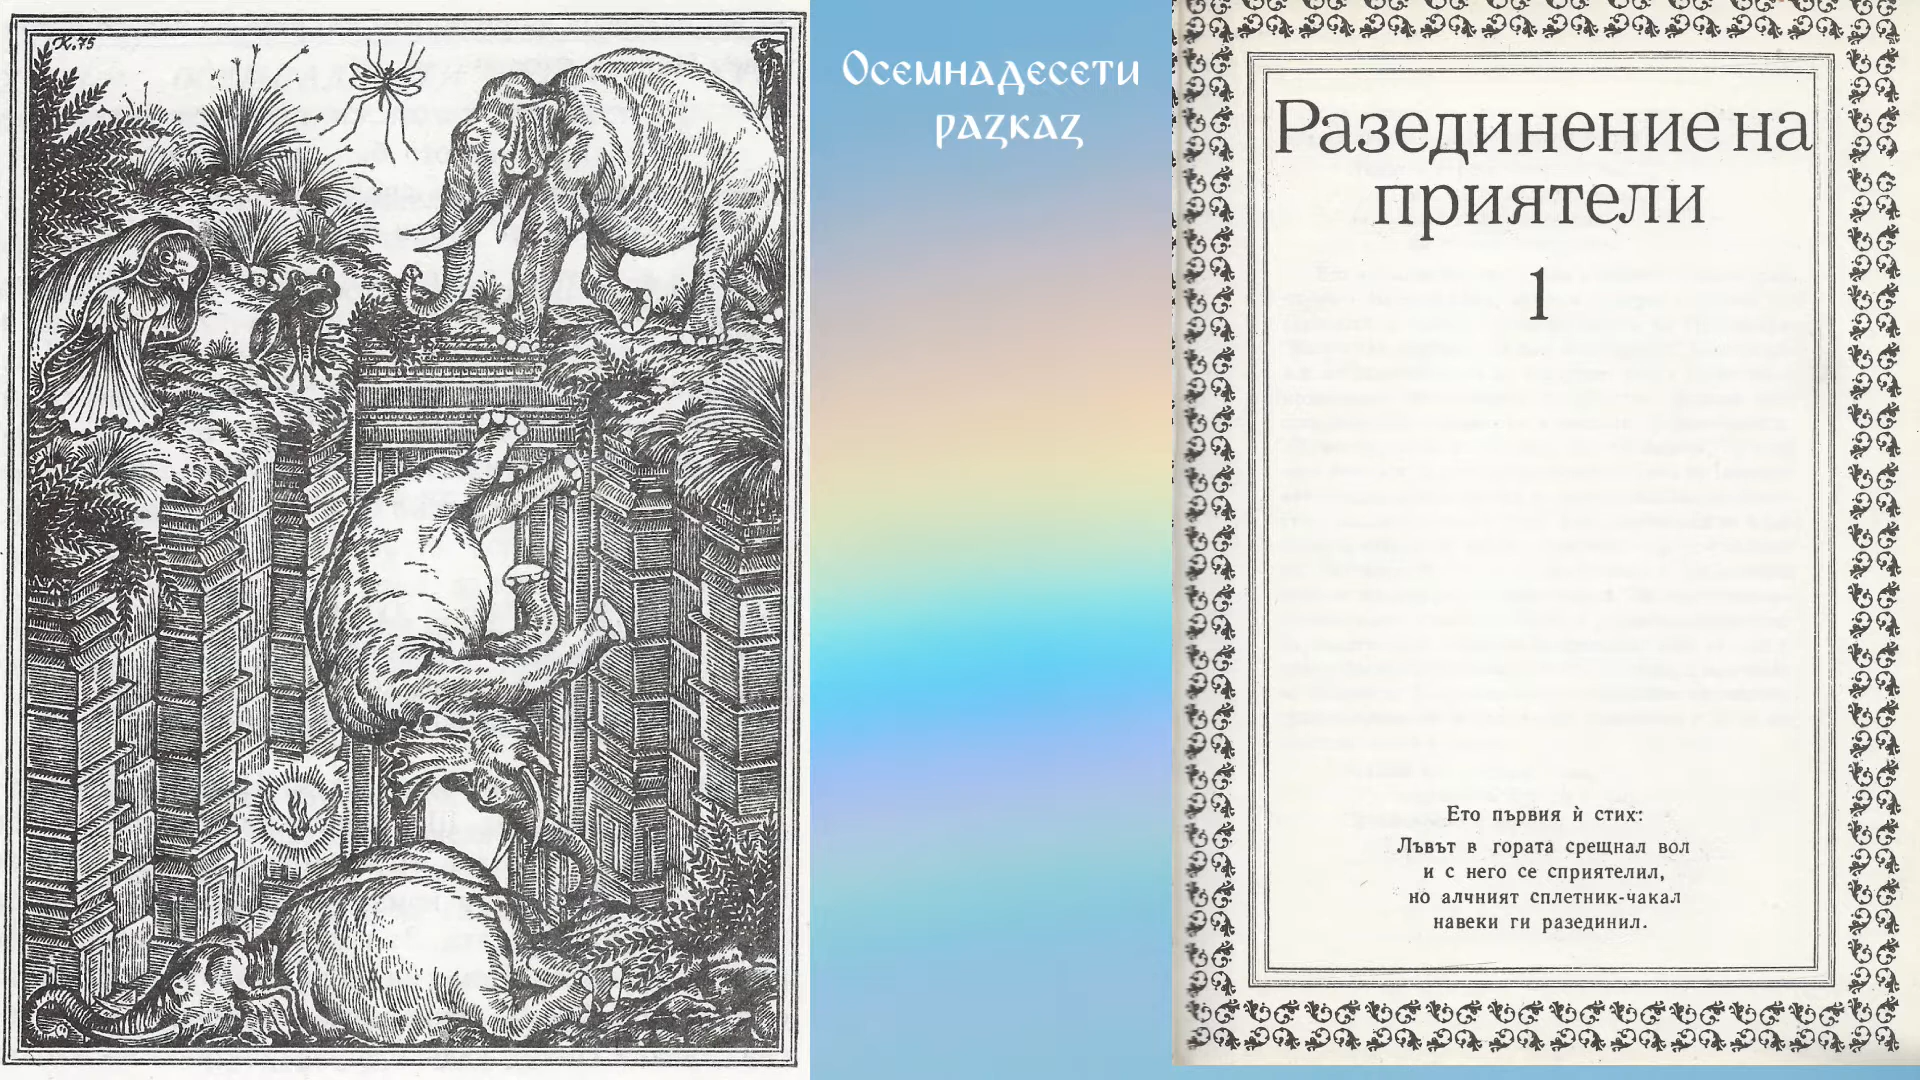 К.75
Осемнадесети
разказ
Разединение на
приятели
1
Ето първия ѝ стих:
Лъвът в гората срещнал вол
и с него се сприятелил,
но алчният сплетник-чакал
навеки ги разединил.